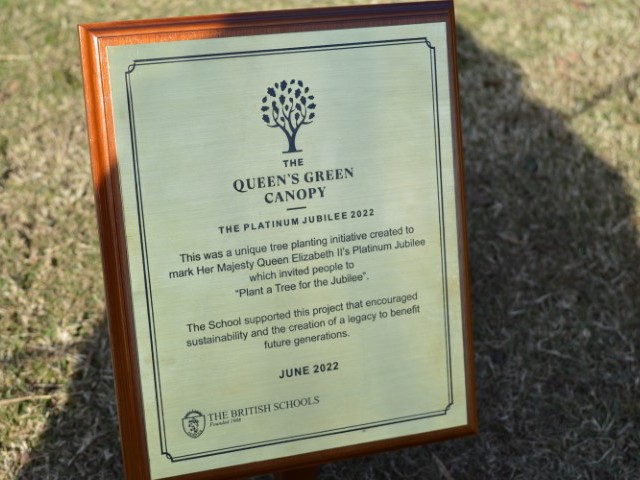 THE
QUEEN'S GREEN
CANOPY
THE PLATINUM JUBILEE 2022
This was a unique tree planting initiative created to
mark Her Majesty Queen Elizabeth II's Platinum Jubilee
which invited people to
"Plant a Tree for the Jubilee".
The School supported this project that encouraged
sustainability and the creation of a legacy to benefit
future generations.
JUNE 2022
THE BRITISH SCHOOLS
Founded 1908